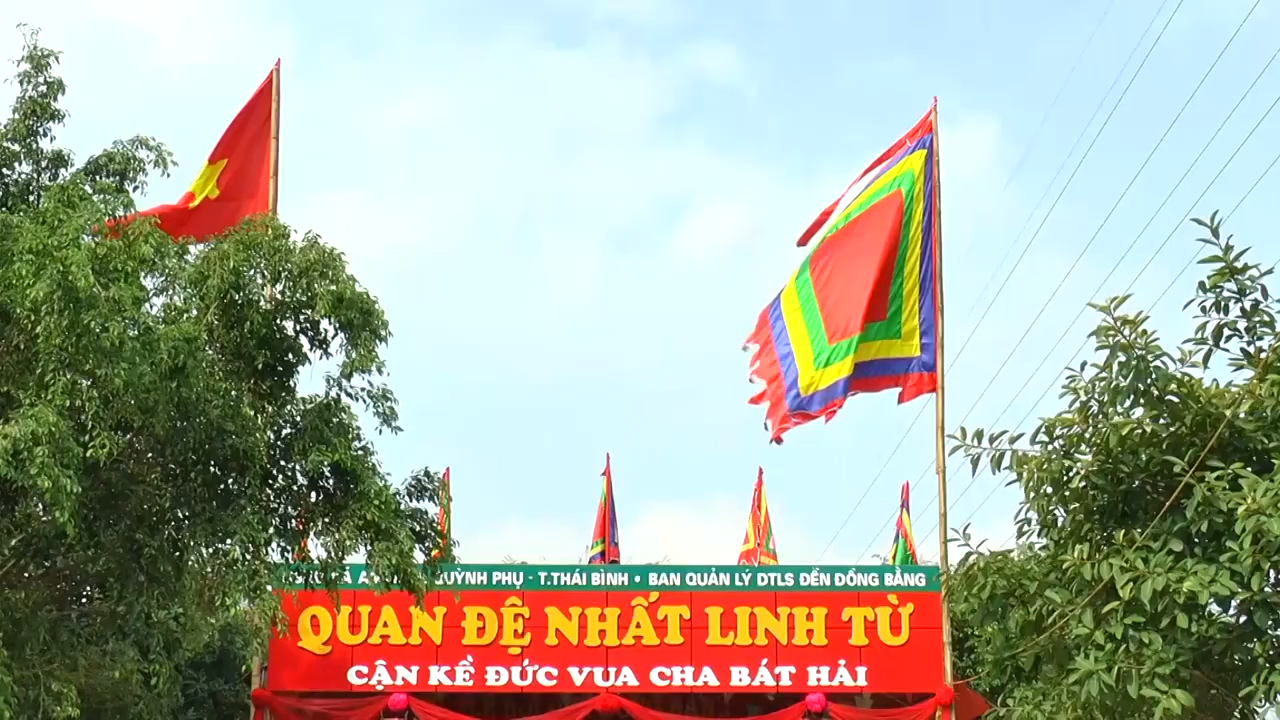 QUỲNH PHỤ - T.THÁI BÌNH • BAN QUẢN LÝ DTLS ĐỀN ĐỒNG BẰNG
QUAN ĐỆ NHẤT LINH TỪ
CẬN KỀ ĐỨC VUA CHA BÁT HẢI